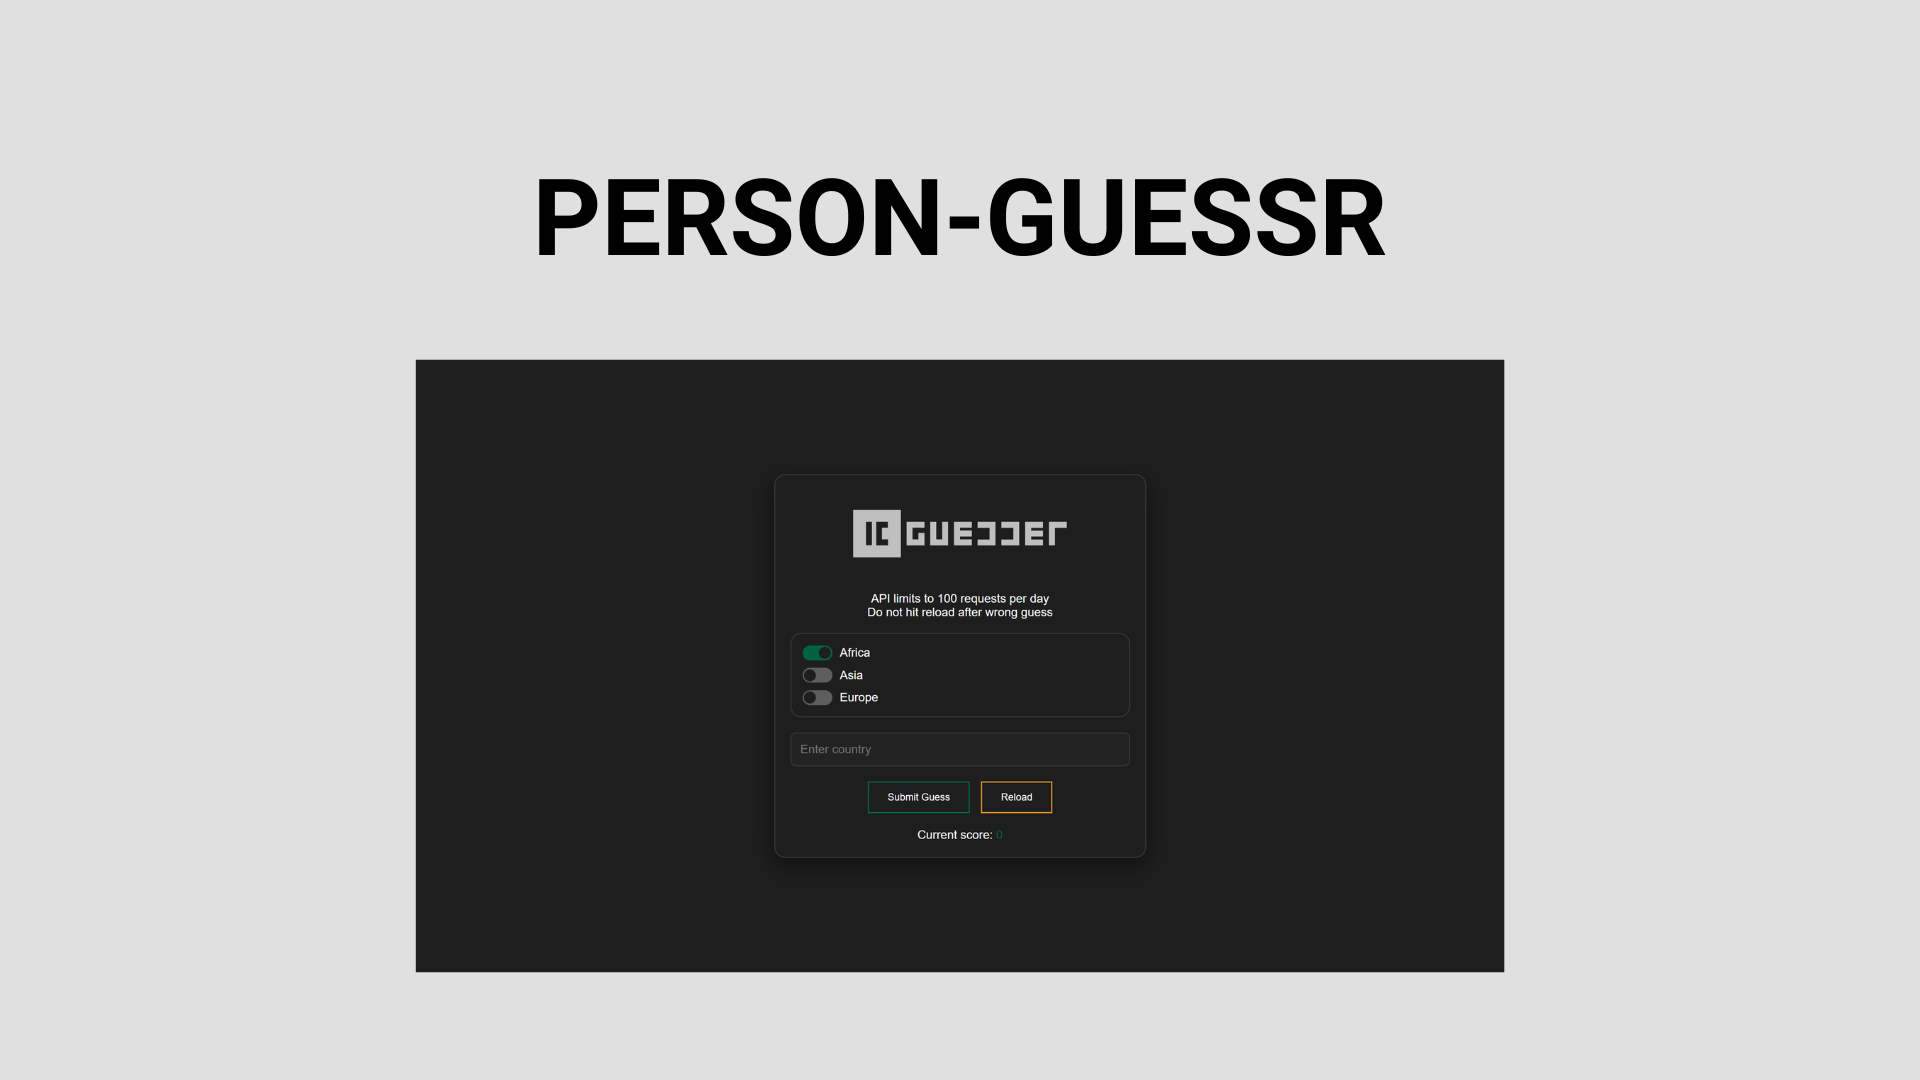 PERSON-GUESSR
IC GUESSER
API limits to 100 requests per day
Do not hit reload after wrong guess
Africa
Asia
Europe
Enter country
Submit Guess
Reload
Current score: 0